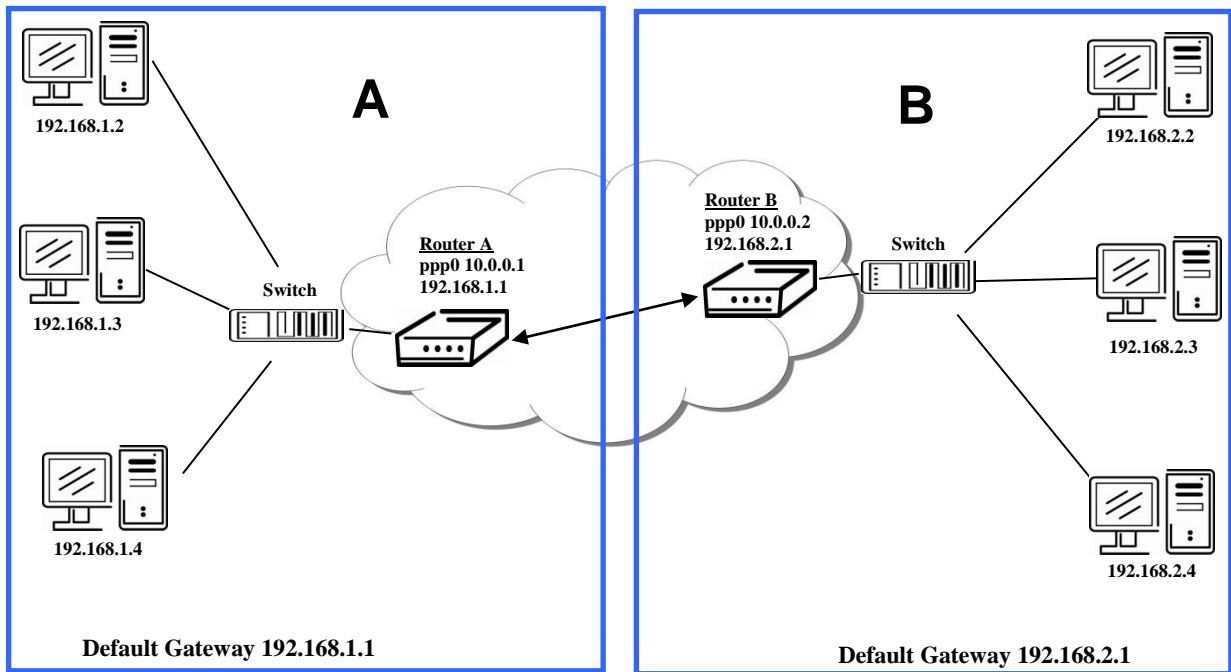 A
192.168.1.2
192.168.1.3
192.168.1.4
Switch
Router A
ppp0 10.0.0.1
192.168.1.1
Default Gateway 192.168.1.1
B
Router B
ppp0 10.0.0.2
192.168.2.1
Switch
192.168.2.2
192.168.2.3
192.168.2.4
Default Gateway 192.168.2.1